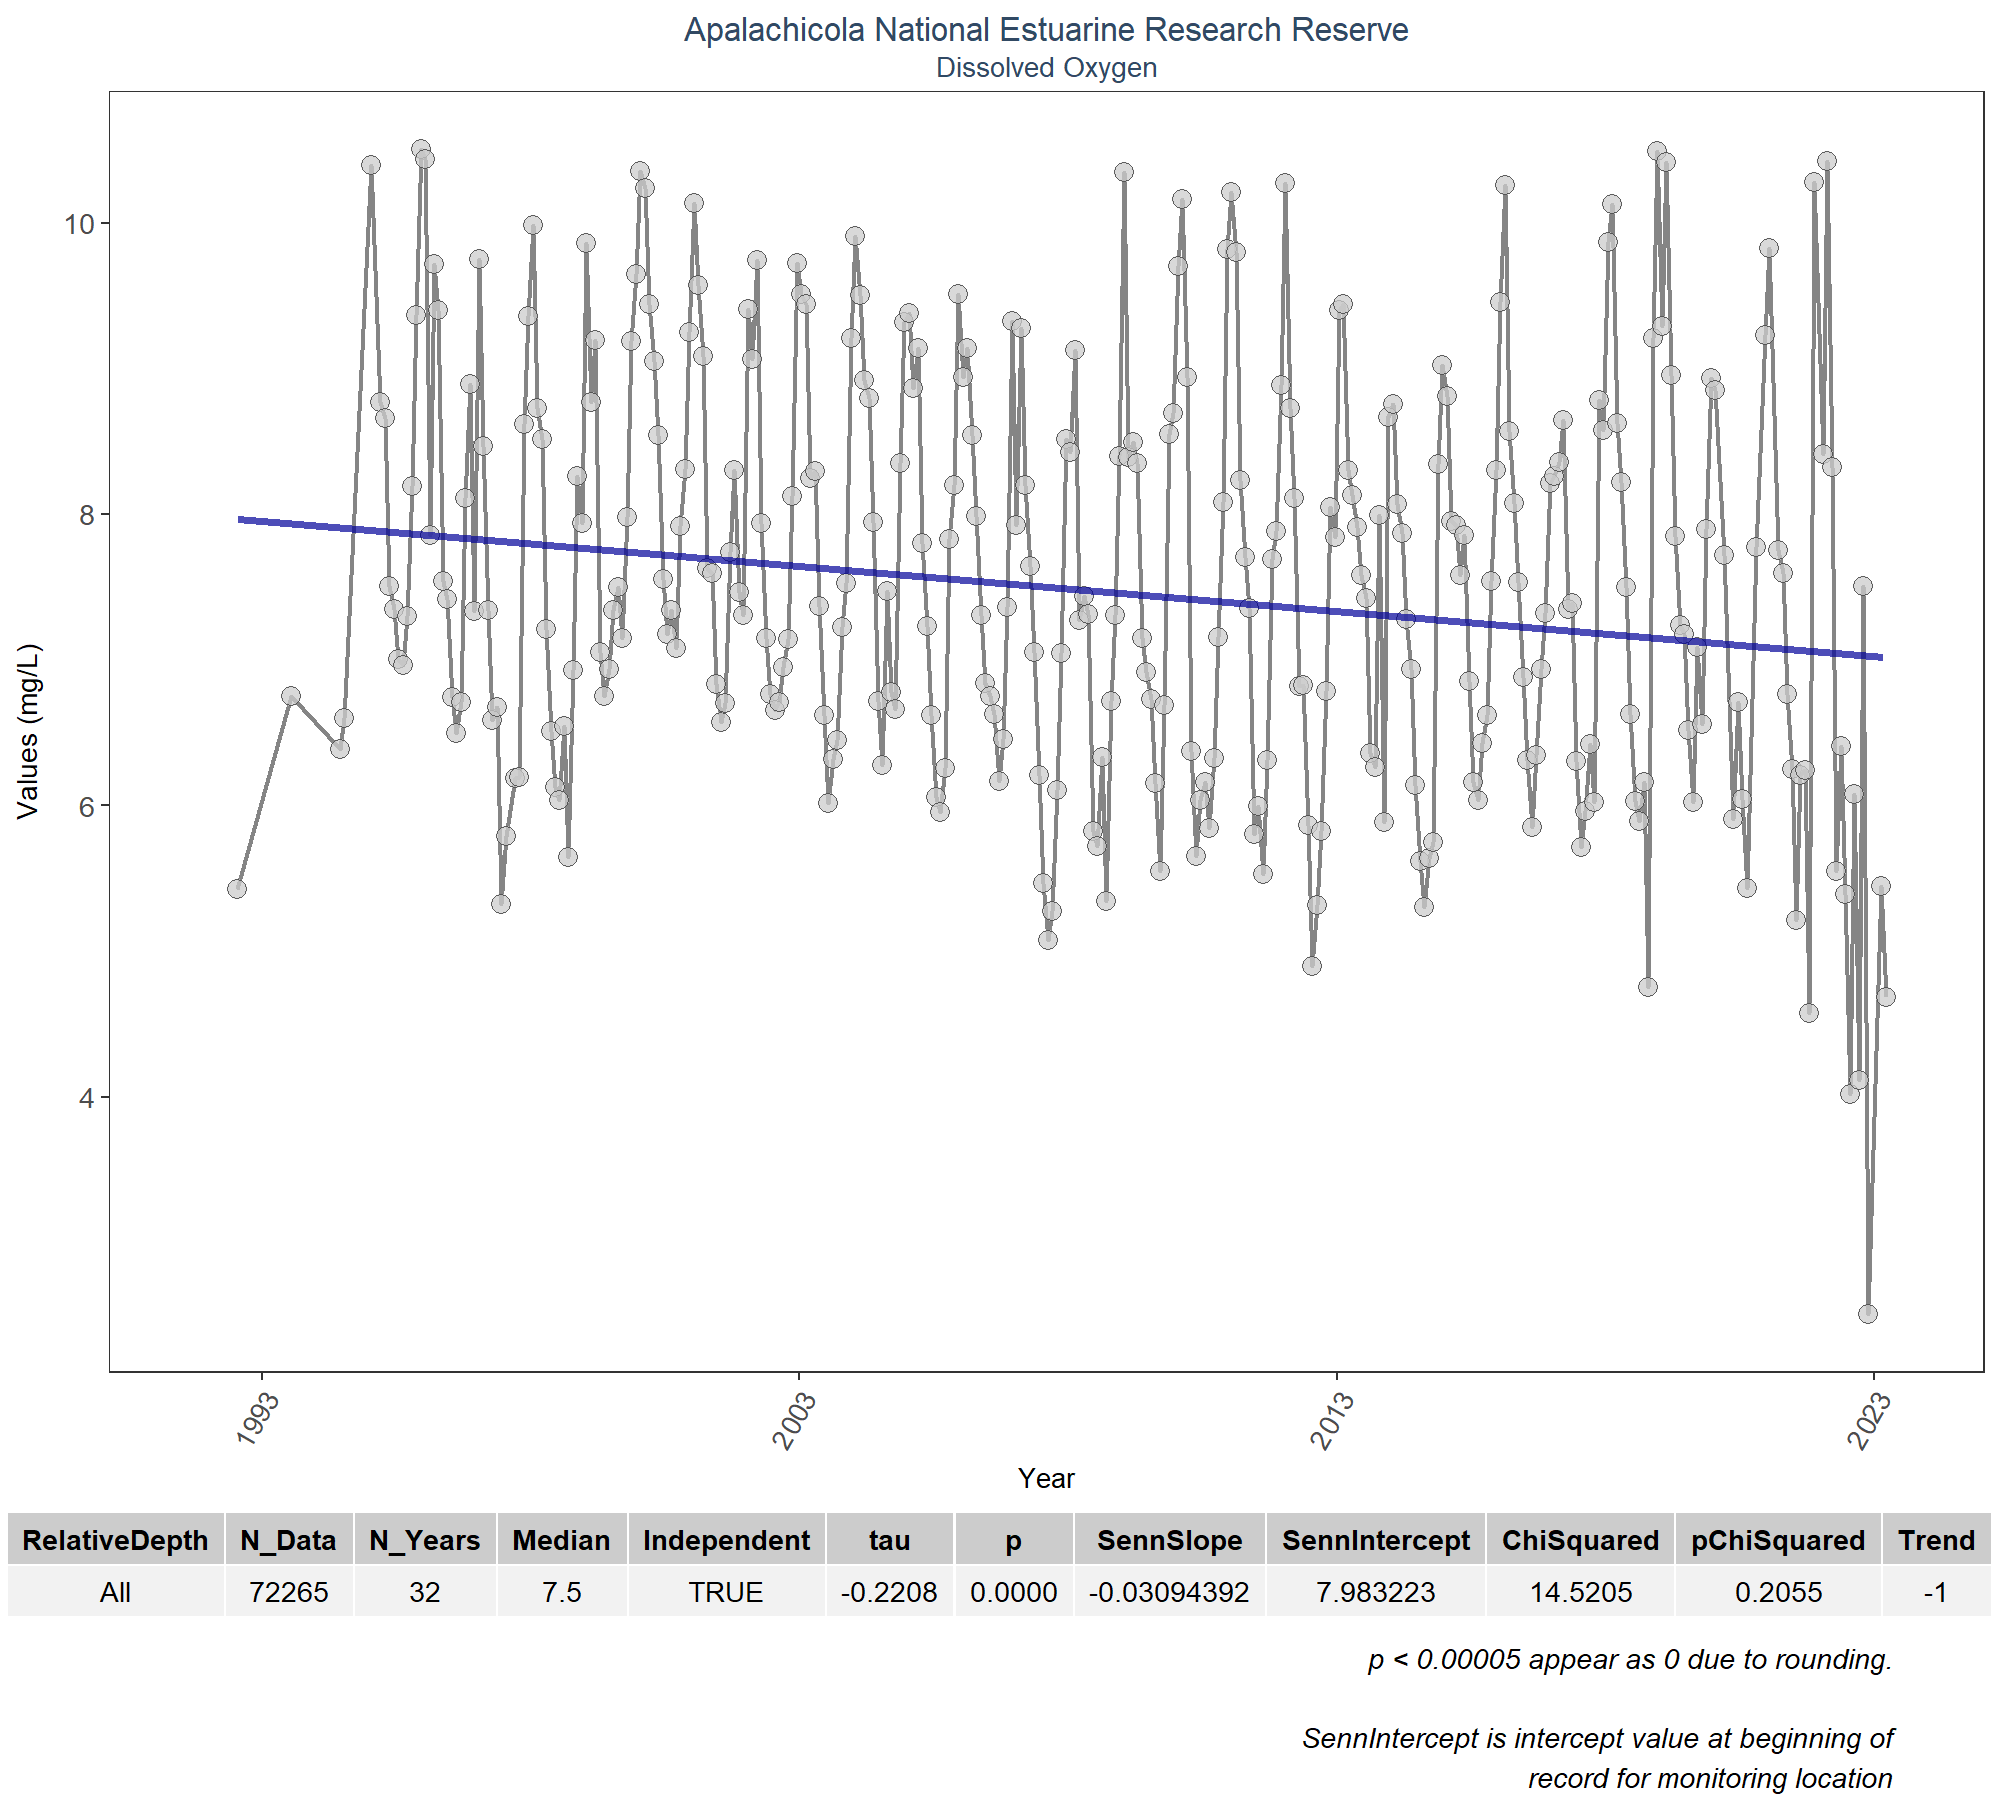 Apalachicola National Estuarine Research Reserve
Dissolved Oxygen
Values (mg/L)
10
8
6
4
1993
2003
2013
2023
Year
RelativeDepth N_Data N_Years Median Independent tau p SennSlope SennIntercept ChiSquared pChiSquared Trend
All 72265 32 7.5 TRUE -0.2208 0.0000 -0.03094392 7.983223 14.5205 0.2055 -1
p < 0.00005 appear as 0 due to rounding.
SennIntercept is intercept value at beginning of
record for monitoring location